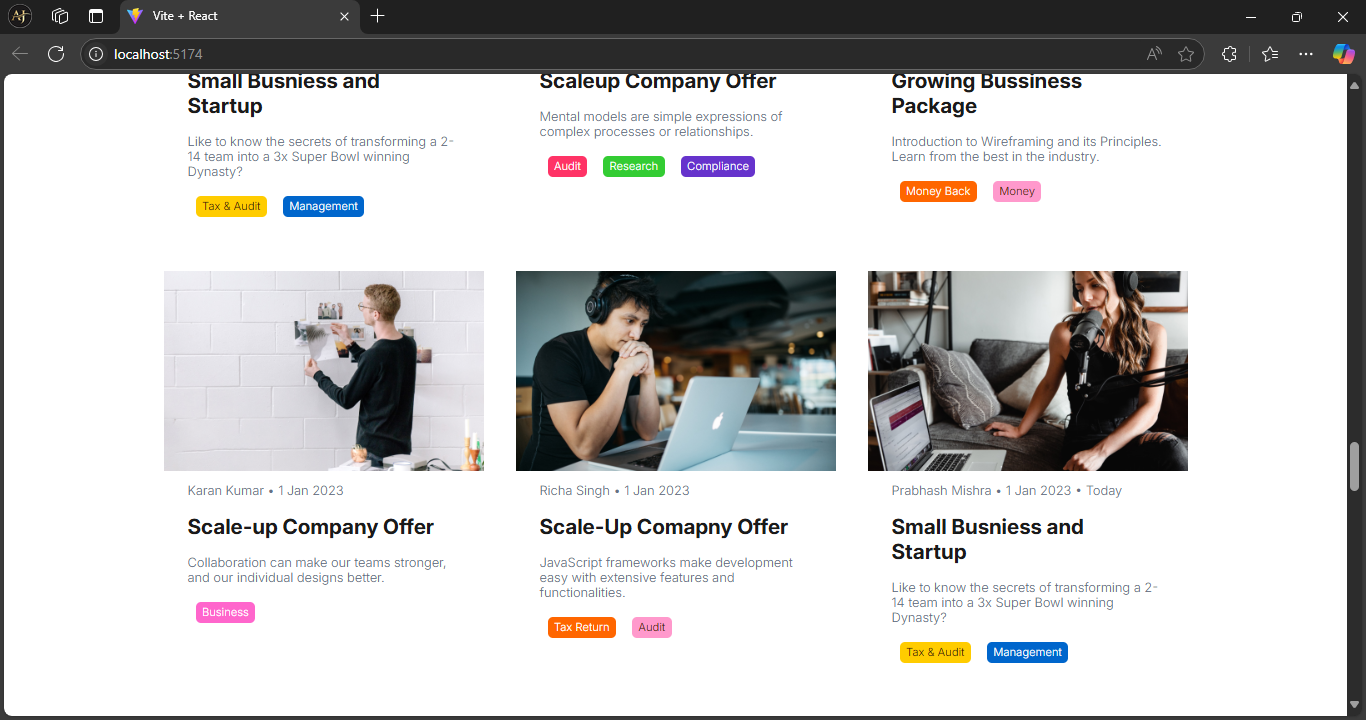 Vite + React
localhost:5174
Small Busniess and
Startup
Like to know the secrets of transforming a 2-
14 team into a 3x Super Bowl winning
Dynasty?
Tax & Audit Management
Scaleup Company Offer
Mental models are simple expressions of
complex processes or relationships.
Audit Research Compliance
Growing Bussiness
Package
Introduction to Wireframing and its Principles.
Learn from the best in the industry.
Money Back Money
Karan Kumar • 1 Jan 2023
Scale-up Company Offer
Collaboration can make our teams stronger,
and our individual designs better.
Business
Richa Singh • 1 Jan 2023
Scale-Up Comapny Offer
JavaScript frameworks make development
easy with extensive features and
functionalities.
Tax Return Audit
Prabhash Mishra • 1 Jan 2023 • Today
Small Busniess and
Startup
Like to know the secrets of transforming a 2-
14 team into a 3x Super Bowl winning
Dynasty?
Tax & Audit Management